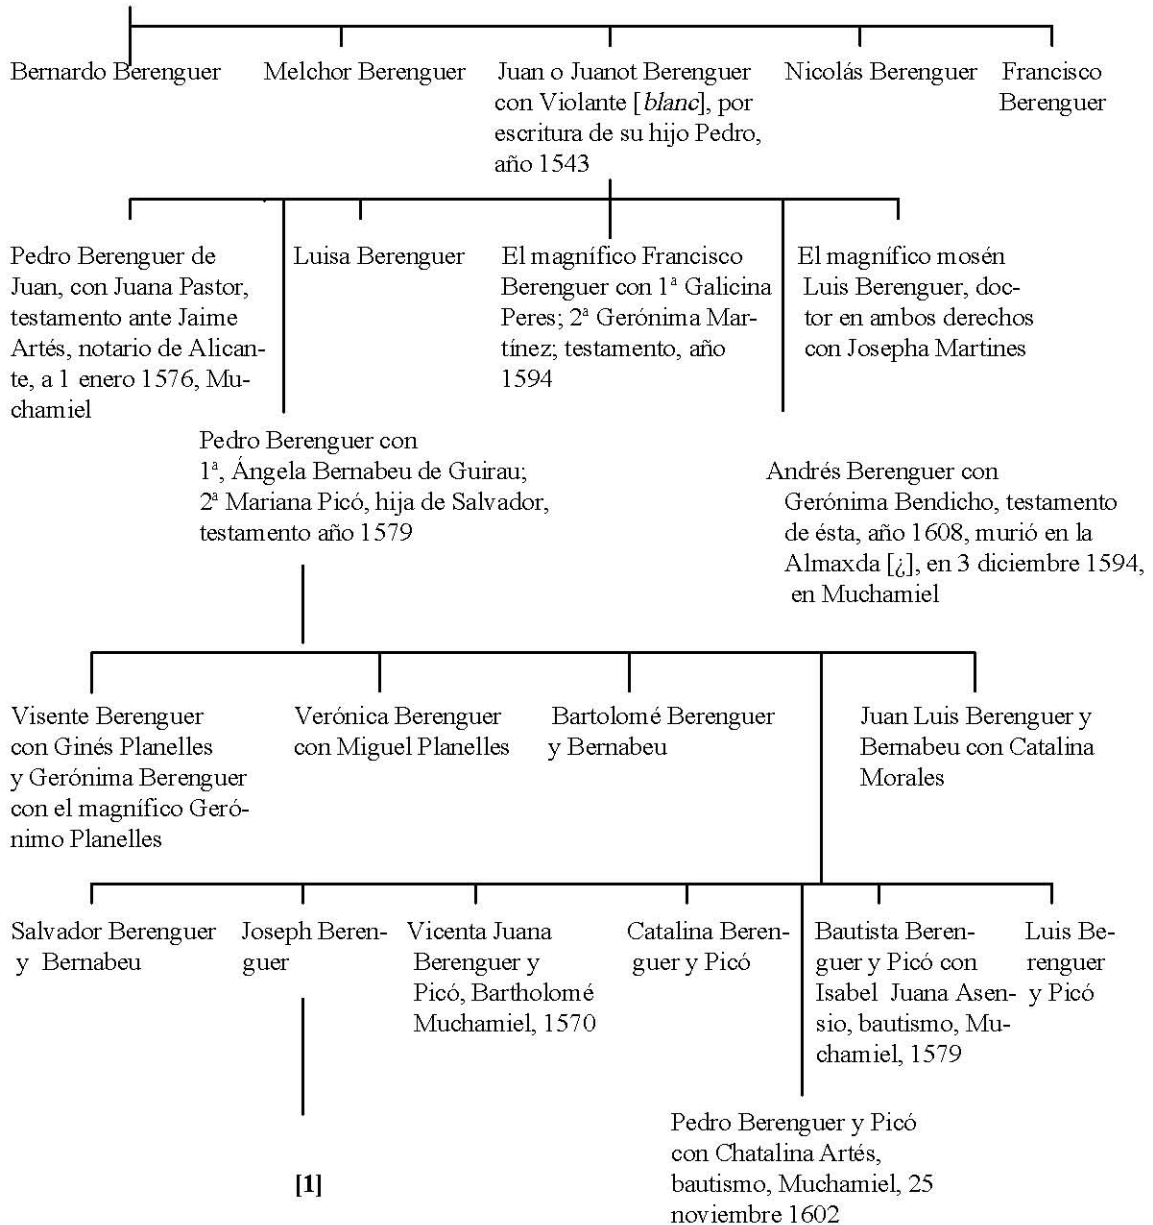 Bernardo Berenguer
Melchor Berenguer
Juan o Juanot Berenguer
con Violante [blanc], por
escritura de su hijo Pedro,
año 1543
Nicolás Berenguer
Francisco
Berenguer
Pedro Berenguer de
Juan, con Juana Pastor,
testamento ante Jaime
Artés, notario de Alican-
te, a 1 enero 1576, Mu-
chamiel
Luisa Berenguer
El magnífico Francisco
Berenguer con 1ª Galicina
Peres; 2ª Gerónima Mar-
tínez; testamento, año
1594
El magnífico mosén
Luis Berenguer, doc-
tor en ambos derechos
con Josepha Martines
Pedro Berenguer con
1ª, Ángela Bernabeu de Guirau;
2ª Mariana Picó, hija de Salvador,
testamento año 1579
Andrés Berenguer con
Gerónima Bendicho, testamento
de ésta, año 1608, murió en la
Almaxda [¿], en 3 diciembre 1594,
en Muchamiel
Visente Berenguer
con Ginés Planelles
y Gerónima Berenguer
con el magnífico Geró-
nimo Planelles
Verónica Berenguer
con Miguel Planelles
Bartolomé Berenguer
y Bernabeu
Juan Luis Berenguer y
Bernabeu con Catalina
Morales
Salvador Berenguer
y Bernabeu
Joseph Beren-
guer
Vicenta Juana
Berenguer y
Picó, Bartholomé
Muchamiel, 1570
Catalina Beren-
guer y Picó
Bautista Beren-
guer y Picó con
Isabel Juana Asen-
sio, bautismo, Mu-
chamiel, 1579
Luis Be-
renguer
y Picó
Pedro Berenguer y Picó
con Chatalina Artés,
bautismo, Muchamiel, 25
noviembre 1602
[1]